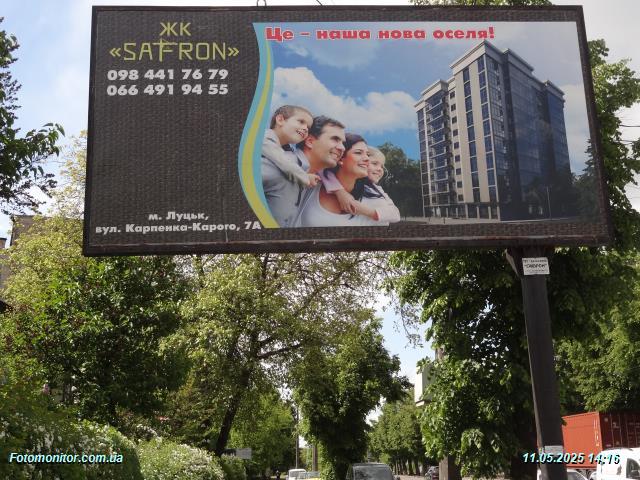 ЖК
«SAFRON»
098 441 76 79
066 491 94 55
Це – наша нова оселя!
м. Луцьк,
вул. Карпенка-Карого, 7А
Fotomonitor.com.ua
11.05.2025 14:16